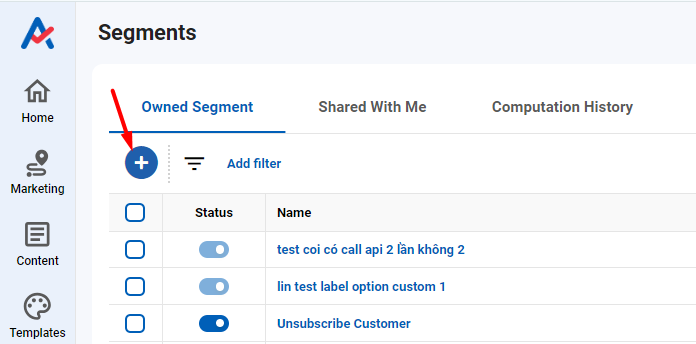 Segments
Home
Marketing
Content
Templates
Owned Segment Shared With Me Computation History
Add filter
Status Name
test coi có call api 2 lần không 2
lin test label option custom 1
Unsubscribe Customer